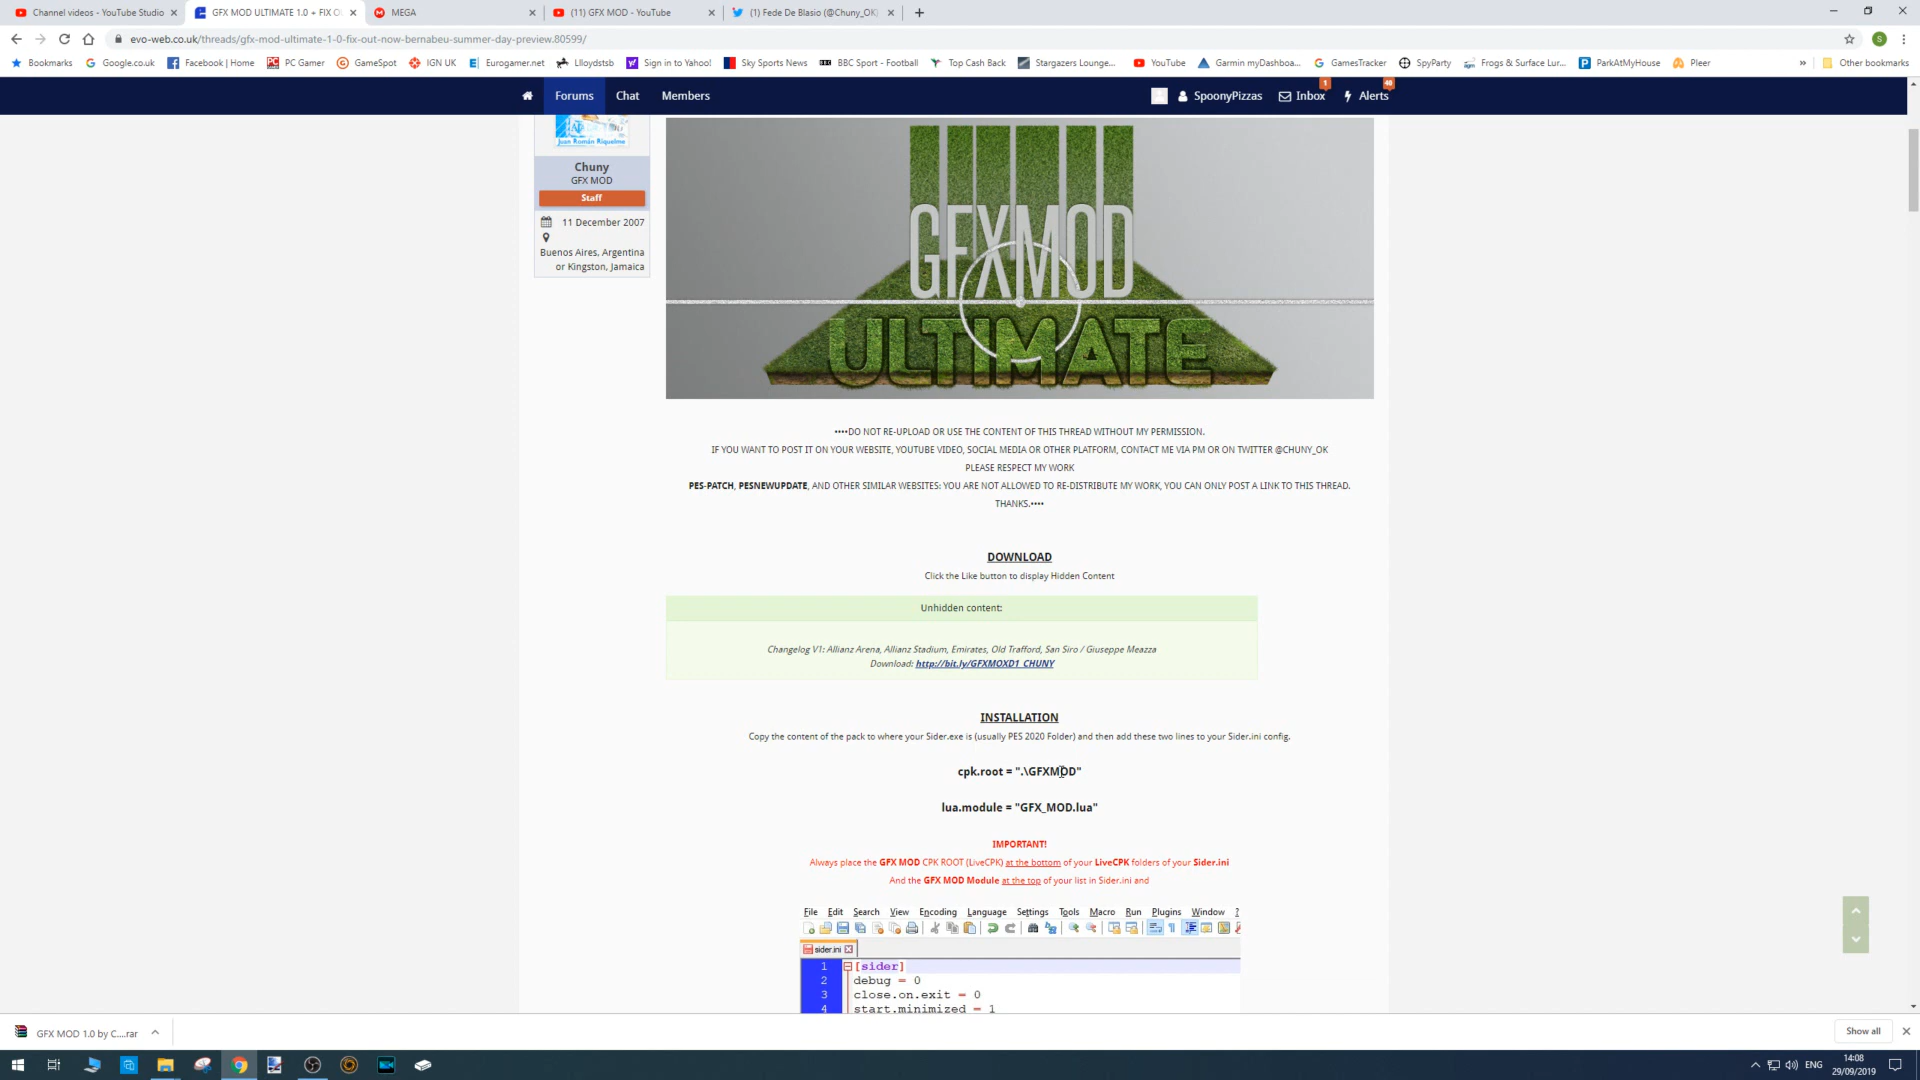 Channel videos - YouTube Studio
GFX MOD ULTIMATE 1.0 + FIX O
MEGA
(11) GFX MOD - YouTube
(1) Fede De Blasio (@Chuny_OK)
evo-web.co.uk/threads/gfx-mod-ultimate-1-0-fix-out-now-bernabeu-summer-day-preview.80599/
S
Bookmarks
Google.co.uk
Facebook | Home
PC Gamer
GameSpot
IGN UK
Eurogamer.net
Lloydstsb
Sign in to Yahoo!
Sky Sports News
BBC Sport - Football
Top Cash Back
Stargazers Lounge...
YouTube
Garmin myDashboa...
GamesTracker
SpyParty
Frogs & Surface Lur...
ParkAtMyHouse
Pleer
»
Other bookmarks
Forums
Chat
Members
SpoonyPizzas
Inbox
1
Alerts
40
Juan Román Riquelme
Chuny
GFX MOD
Staff
11 December 2007
Buenos Aires, Argentina
or Kingston, Jamaica
GFXMOD
ULTIMATE
••••DO NOT RE-UPLOAD OR USE THE CONTENT OF THIS THREAD WITHOUT MY PERMISSION.
IF YOU WANT TO POST IT ON YOUR WEBSITE, YOUTUBE VIDEO, SOCIAL MEDIA OR OTHER PLATFORM, CONTACT ME VIA PM OR ON TWITTER @CHUNY_OK
PLEASE RESPECT MY WORK
PES-PATCH, PESNEWUPDATE, AND OTHER SIMILAR WEBSITES: YOU ARE NOT ALLOWED TO RE-DISTRIBUTE MY WORK, YOU CAN ONLY POST A LINK TO THIS THREAD.
THANKS.••••
DOWNLOAD
Click the Like button to display Hidden Content
Unhidden content:
Changelog V1: Allianz Arena, Allianz Stadium, Emirates, Old Trafford, San Siro / Giuseppe Meazza
Download: http://bit.ly/GFXMOXD1_CHUNY
INSTALLATION
Copy the content of the pack to where your Sider.exe is (usually PES 2020 Folder) and then add these two lines to your Sider.ini config.
cpk.root = ".\GFXMOD"
lua.module = "GFX_MOD.lua"
IMPORTANT!
Always place the GFX MOD CPK ROOT (LiveCPK) at the bottom of your LiveCPK folders of your Sider.ini
And the GFX MOD Module at the top of your list in Sider.ini and
File Edit Search View Encoding Language Settings Tools Macro Run Plugins Window ?
sider.ini
1 [sider]
2 debug = 0
3 close.on.exit = 0
4 start.minimized = 1
GFX MOD 1.0 by C....rar
Show all
ENG
14:08
29/09/2019